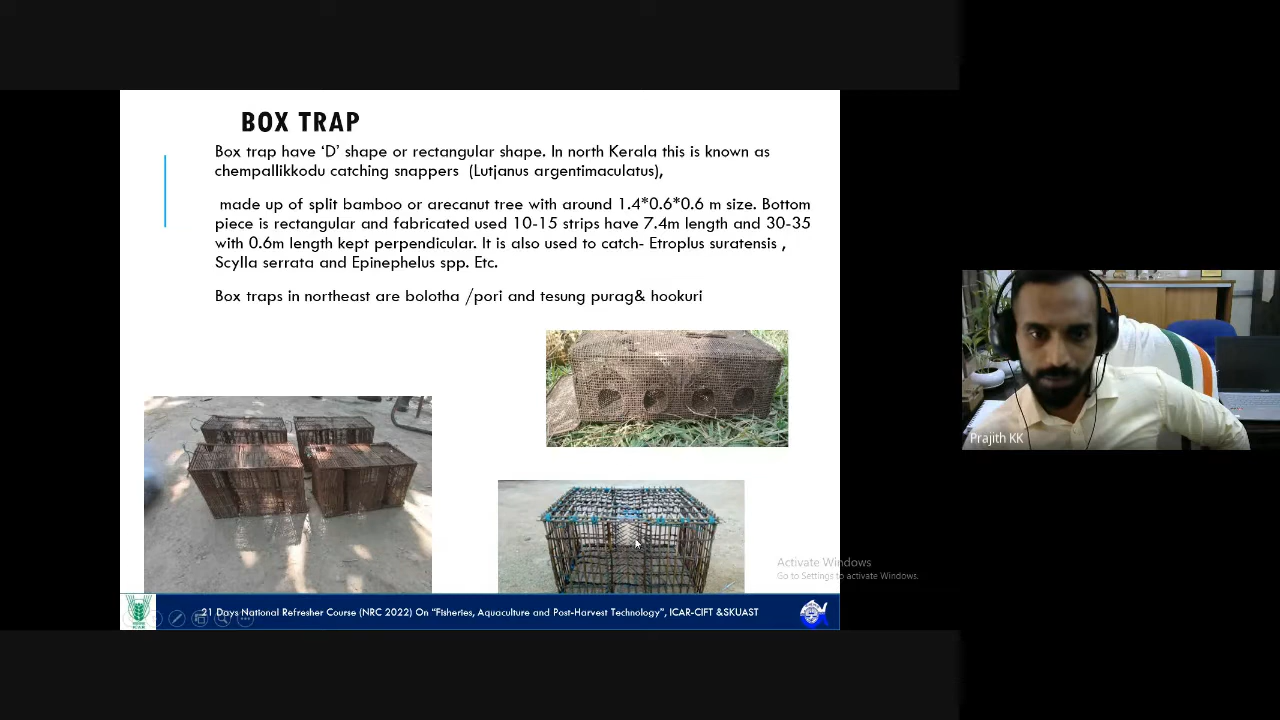 BOX TRAP
Box trap have ‘D’ shape or rectangular shape. In north Kerala this is known as
chempallikkodu catching snappers (Lutjanus argentimaculatus),
made up of split bamboo or arecanut tree with around 1.4*0.6*0.6 m size. Bottom
piece is rectangular and fabricated used 10-15 strips have 7.4m length and 30-35
with 0.6m length kept perpendicular. It is also used to catch- Etroplus suratensis ,
Scylla serrata and Epinephelus spp. Etc.
Box traps in northeast are bolotha /pori and tesung purag& hookuri
Prajith KK
Activate Windows
Go to Settings to activate Windows.
21 Days National Refresher Course (NRC 2022) On “Fisheries, Aquaculture and Post-Harvest Technology”, ICAR-CIFT &SKUAST